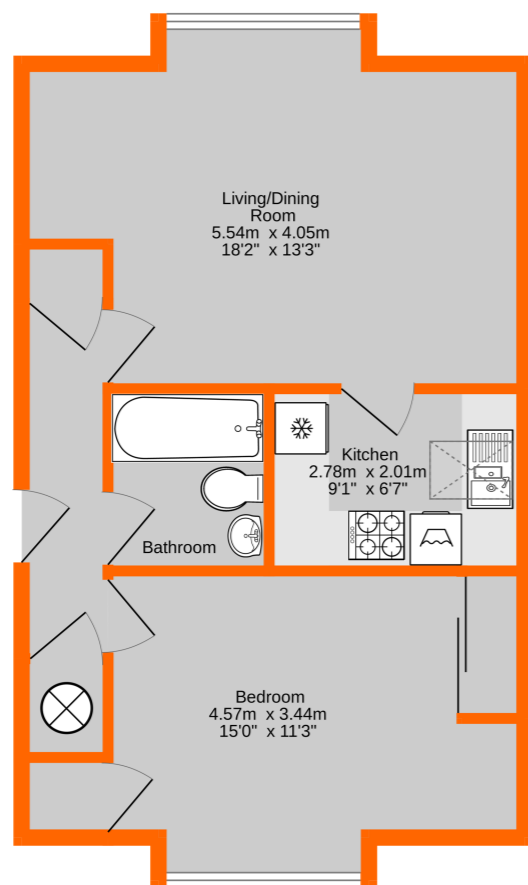 Living/Dining
Room
5.54m x 4.05m
18'2" x 13'3"
Kitchen
2.78m x 2.01m
9'1" x 6'7"
Bathroom
Bedroom
4.57m x 3.44m
15'0" x 11'3"